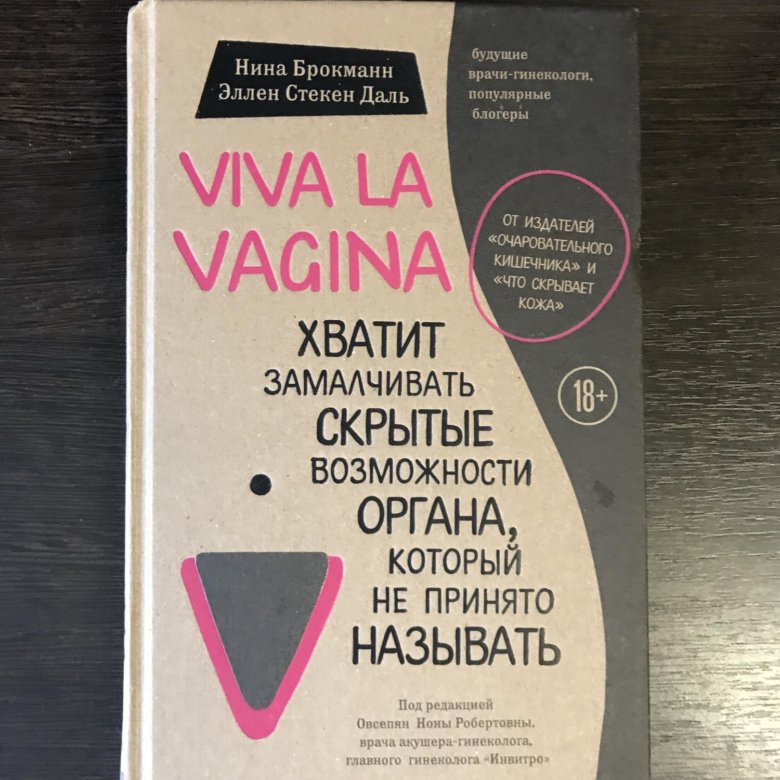 Нина Брокманн
Эллен Стекен Даль
будущие
врачи-гинекологи,
популярные
блогеры
VIVA LA
VAGINA
ОТ ИЗДАТЕЛЕЙ
«ОЧАРОВАТЕЛЬНОГО
КИШЕЧНИКА» И
«ЧТО СКРЫВАЕТ
КОЖА»
ХВАТИТ
ЗАМАЛЧИВАТЬ
СКРЫТЫЕ
ВОЗМОЖНОСТИ
ОРГАНА,
КОТОРЫЙ
НЕ ПРИНЯТО
НАЗЫВАТЬ
18+
Под редакцией
Овсепян Ноны Робертовны,
врача акушера-гинеколога,
главного гинеколога «Инвитро»